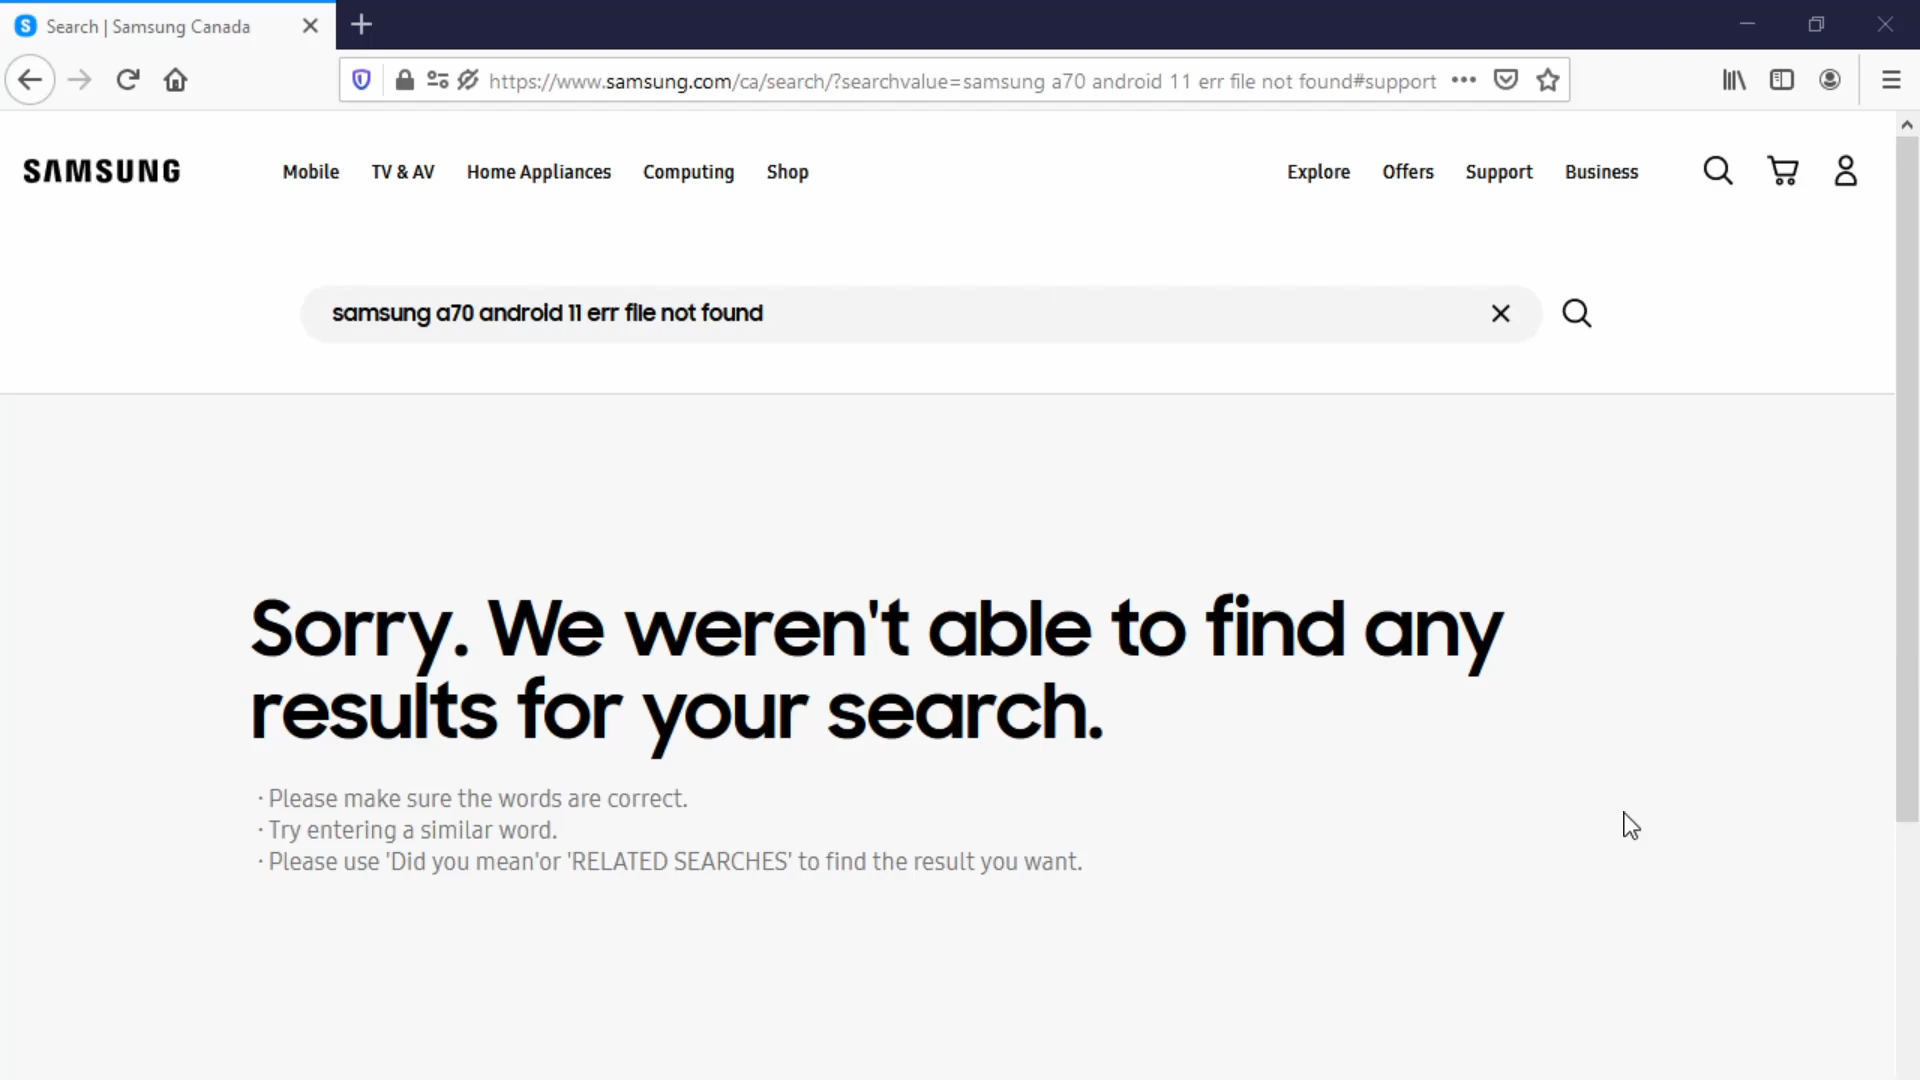 Search | Samsung Canada
https://www.samsung.com/ca/search/?searchvalue=samsung a70 android 11 err file not found#support
SAMSUNG
Mobile TV & AV Home Appliances Computing Shop Explore Offers Support Business
samsung a70 android 11 err file not found
Sorry. We weren't able to find any
results for your search.
· Please make sure the words are correct.
· Try entering a similar word.
· Please use 'Did you mean'or 'RELATED SEARCHES' to find the result you want.